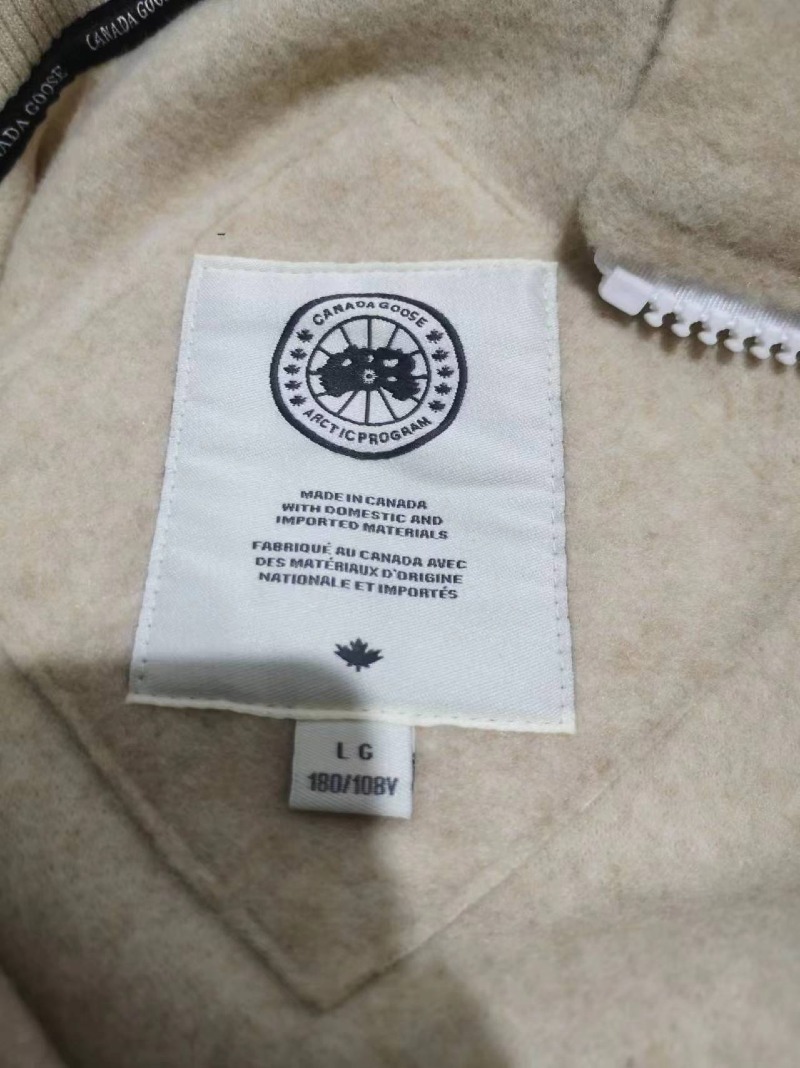 CANADA GOOSE
CANADA GOOSE
CANADA GOOSE
ARCTIC PROGRAM
MADE IN CANADA
WITH DOMESTIC AND
IMPORTED MATERIALS
FABRIQUÉ AU CANADA AVEC
DES MATÉRIAUX D'ORIGINE
NATIONALE ET IMPORTÉS
L G
180/108Y